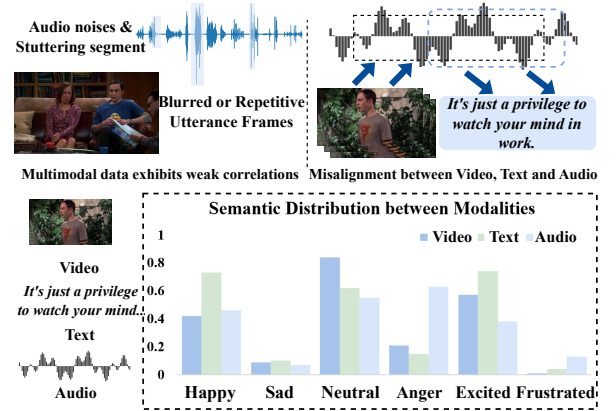 Audio noises &
Stuttering segment
Blurred or Repetitive
Utterance Frames
Multimodal data exhibits weak correlations
It's just a privilege to
watch your mind in
work.
Misalignment between Video, Text and Audio
Video
It's just a privilege
to watch your mind..
Text
Audio
Semantic Distribution between Modalities
Video
Text
Audio
1
0.8
0.6
0.4
0.2
0
Happy
Sad
Neutral
Anger
Excited
Frustrated